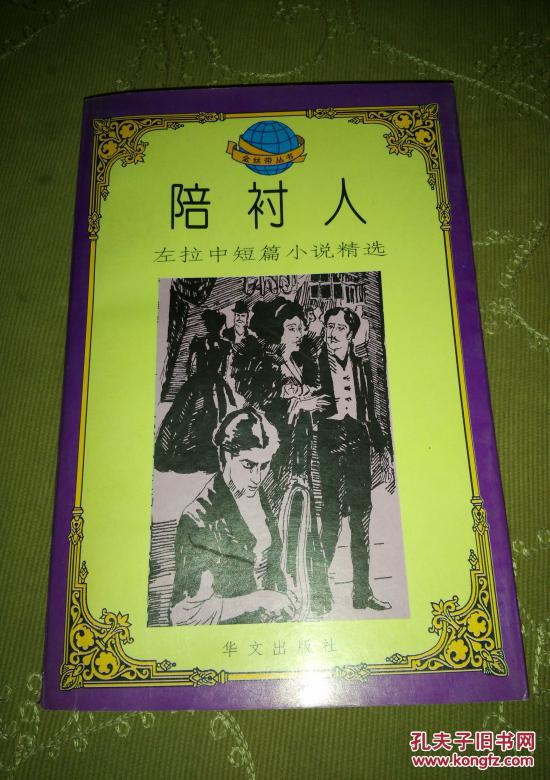 金丝带丛书
陪衬人
左拉中短篇小说精选
华文出版社
孔夫子旧书网
www.kongfz.com